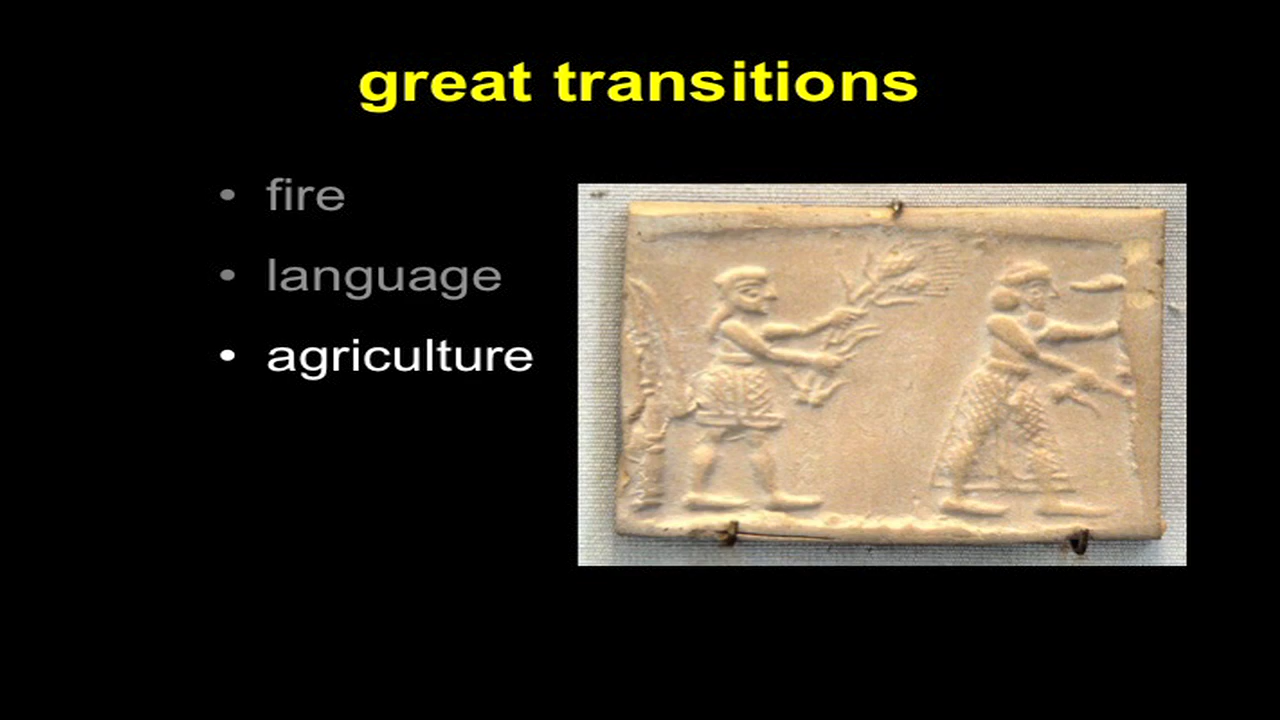 great transitions
• fire
• language
• agriculture